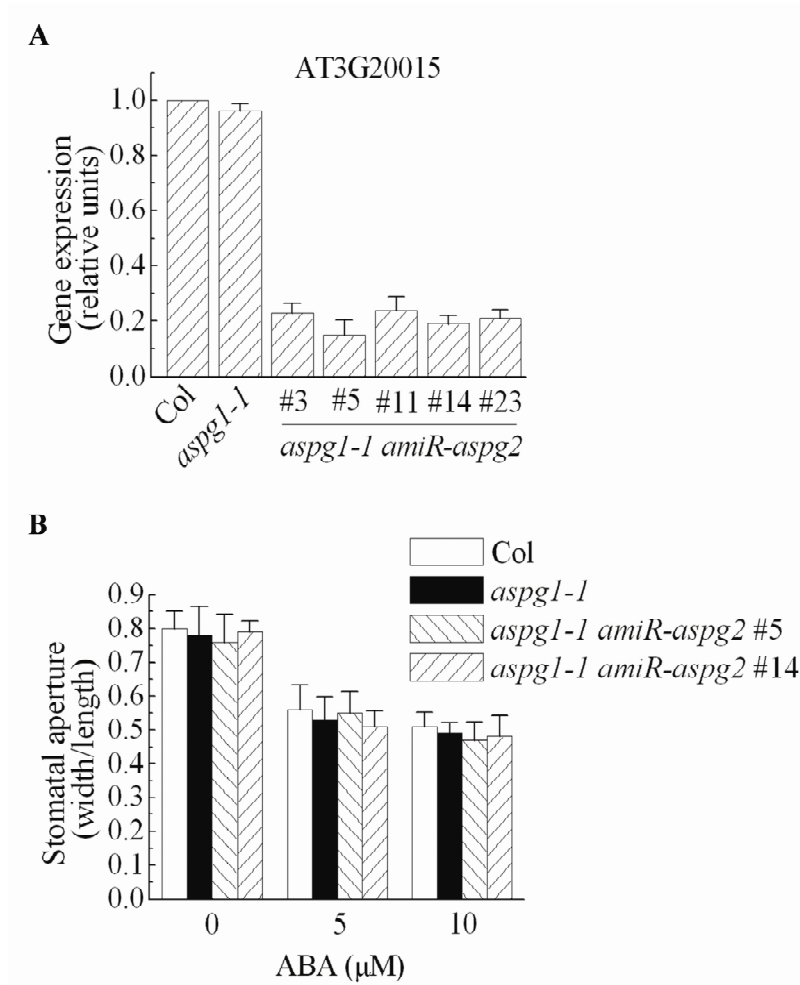 A
AT3G20015
Gene expression
(relative units)
1.0
0.8
0.6
0.4
0.2
0.0
Col
aspg1-1
#3 #5 #11 #14 #23
aspg1-1 amiR-aspg2
B
Col
aspg1-1
aspg1-1 amiR-aspg2 #5
aspg1-1 amiR-aspg2 #14
Stomatal aperture
(width/length)
0.9
0.8
0.7
0.6
0.5
0.4
0.3
0.2
0.1
0.0
0 5 10
ABA (μM)